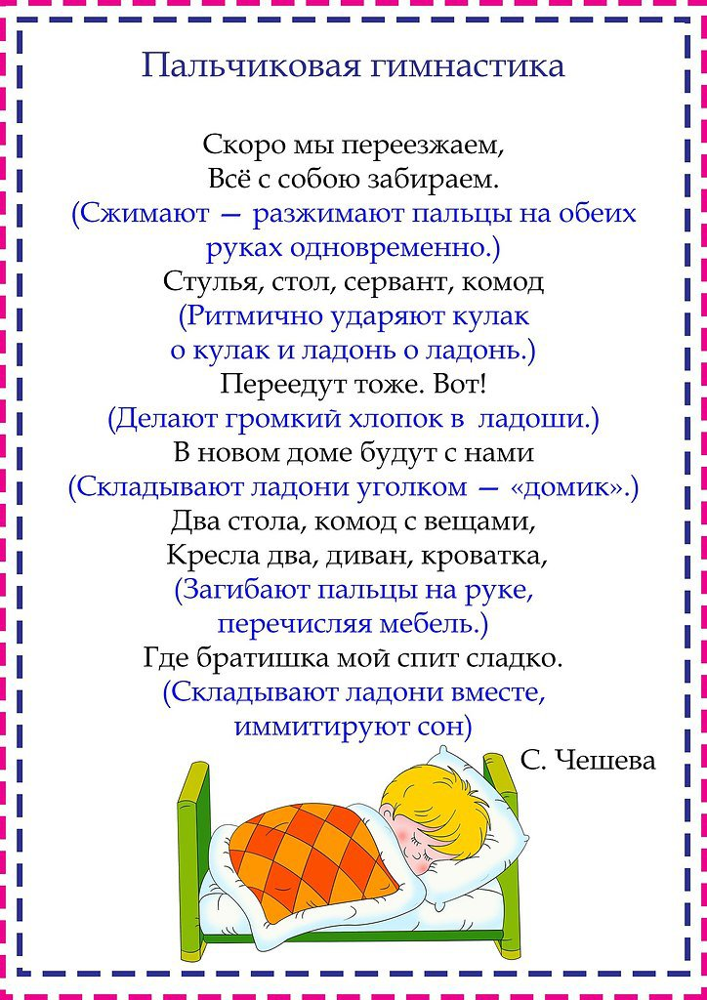 Пальчиковая гимнастика
Скоро мы переезжаем,
Всё с собою забираем.
(Сжимают — разжимают пальцы на обеих
руках одновременно.)
Стулья, стол, сервант, комод
(Ритмично ударяют кулак
о кулак и ладонь о ладонь.)
Переедут тоже. Вот!
(Делают громкий хлопок в ладоши.)
В новом доме будут с нами
(Складывают ладони уголком — «домик».)
Два стола, комод с вещами,
Кресла два, диван, кроватка,
(Загибают пальцы на руке,
перечисляя мебель.)
Где братишка мой спит сладко.
(Складывают ладони вместе,
иммитируют сон)
С. Чешева